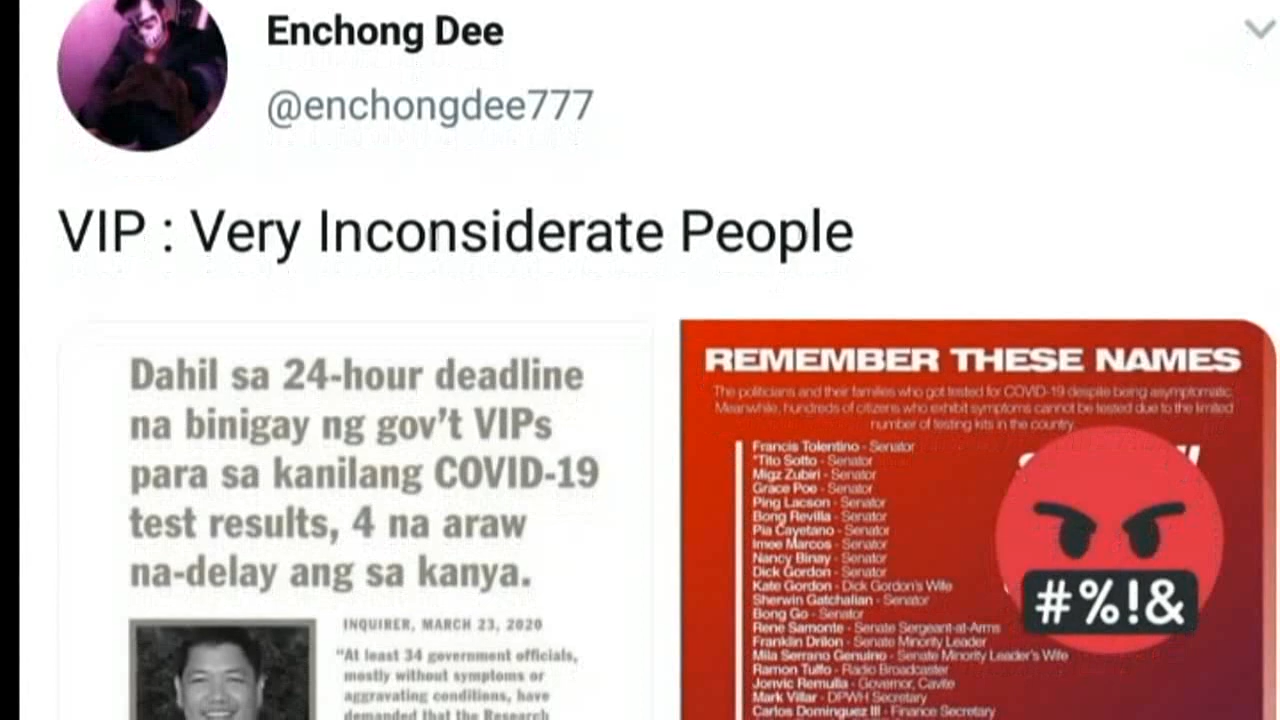 Enchong Dee
@enchongdee777
VIP : Very Inconsiderate People
Dahil sa 24-hour deadline
na binigay ng gov't VIPs
para sa kanilang COVID-19
test results, 4 na araw
na-delay ang sa kanya.
INQUIRER, MARCH 23, 2020
"At least 34 government officials,
mostly without symptoms or
aggravating conditions, have
demanded that the Research
REMEMBER THESE NAMES
The politicians and their families who got tested for COVID-19 despite being asymptomatic.
Meanwhile, hundreds of citizens who exhibit symptoms cannot be tested due to the limited
number of testing kits in the country.
Francis Tolentino - Senator
*Tito Sotto - Senator
Migz Zubiri - Senator
Grace Poe - Senator
Ping Lacson - Senator
Bong Revilla - Senator
Pia Cayetano - Senator
Imee Marcos - Senator
Nancy Binay - Senator
Dick Gordon - Senator
Kate Gordon - Dick Gordon's Wife
Sherwin Gatchalian - Senator
Bong Go - Senator
Rene Samonte - Senate Sergeant-at-Arms
Franklin Drilon - Senate Minority Leader
Mila Serrano Genuino - Senate Minority Leader's Wife
Ramon Tulfo - Radio Broadcaster
Jonvic Remulla - Governor, Cavite
Mark Villar - DPWH Secretary
Carlos Dominguez III - Finance Secretary
#%!&